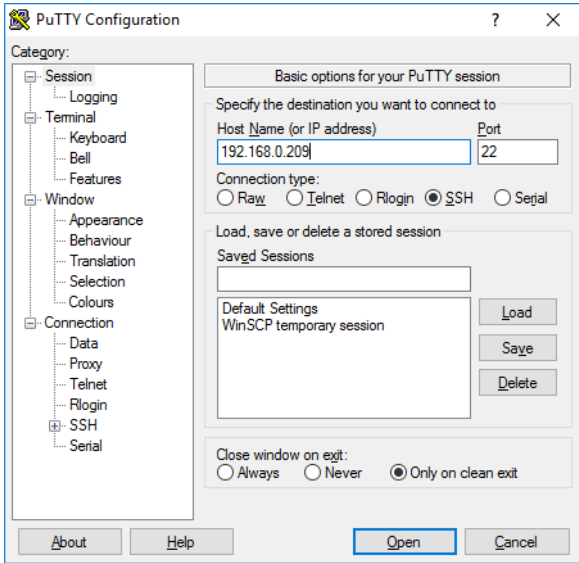 PuTTY Configuration
?
Category:
Session
Logging
Terminal
Keyboard
Bell
Features
Window
Appearance
Behaviour
Translation
Selection
Colours
Connection
Data
Proxy
Telnet
Rlogin
SSH
Serial
Basic options for your PuTTY session
Specify the destination you want to connect to
Host Name (or IP address) Port
192.168.0.209 22
Connection type:
Raw Telnet Rlogin SSH Serial
Load, save or delete a stored session
Saved Sessions
Default Settings
WinSCP temporary session
Load
Save
Delete
Close window on exit:
Always Never Only on clean exit
About Help Open Cancel